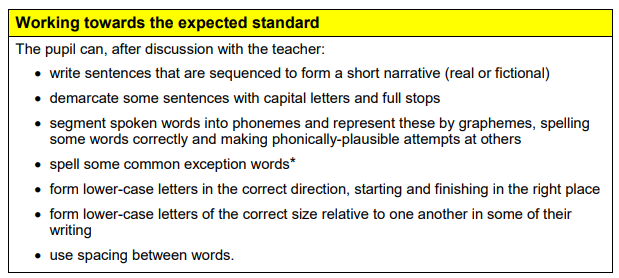 Working towards the expected standard
The pupil can, after discussion with the teacher:
• write sentences that are sequenced to form a short narrative (real or fictional)
• demarcate some sentences with capital letters and full stops
• segment spoken words into phonemes and represent these by graphemes, spelling
some words correctly and making phonically-plausible attempts at others
• spell some common exception words*
• form lower-case letters in the correct direction, starting and finishing in the right place
• form lower-case letters of the correct size relative to one another in some of their
writing
• use spacing between words.